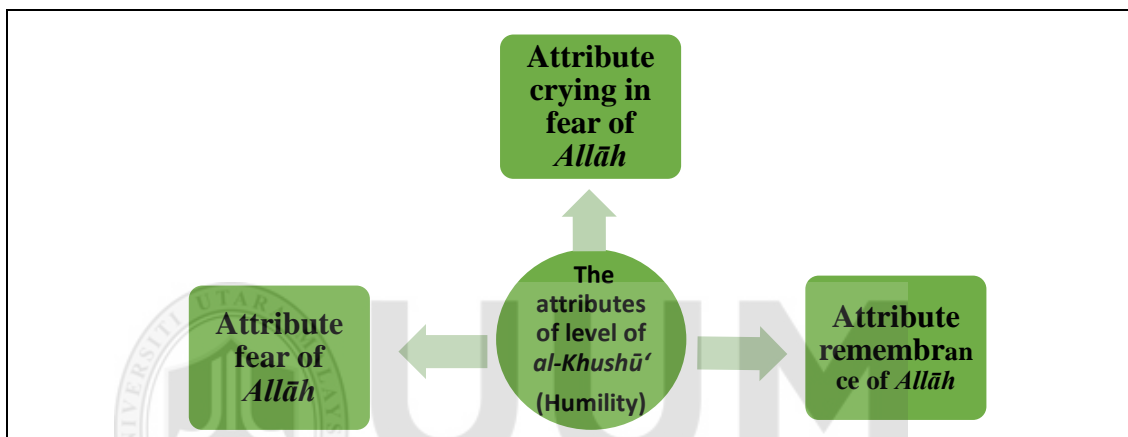 Attribute
crying in
fear of
Allāh
The
attributes
of level of
al-Khushū‘
(Humility)
Attribute
fear of
Allāh
Attribute
remembran
ce of Allāh
UUM